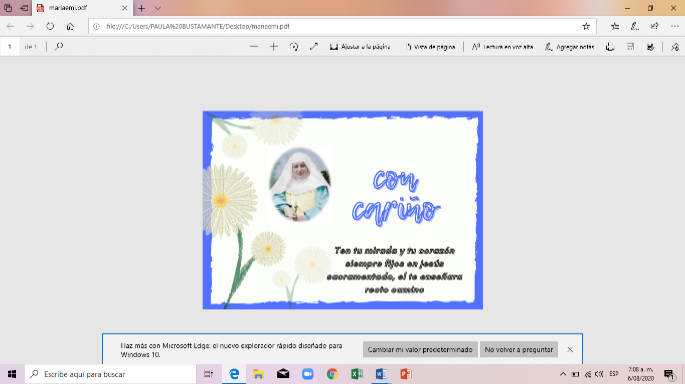 mariaemi.pdf
file:///C:/Users/PAULA%20BUSTAMANTE/Desktop/mariaemi.pdf
1 de 1
Ajustar a la página
Vista de página
Lectura en voz alta
Agregar notas
con
cariño
Ten tu mirada y tu corazón
siempre fijos en jesús
sacramentado, el te enseñara
recto camino
Haz más con Microsoft Edge: el nuevo explorador rápido diseñado para
Windows 10.
Cambiar mi valor predeterminado
No volver a preguntar
Escribe aquí para buscar
ESP
7:08 a. m.
6/08/2020